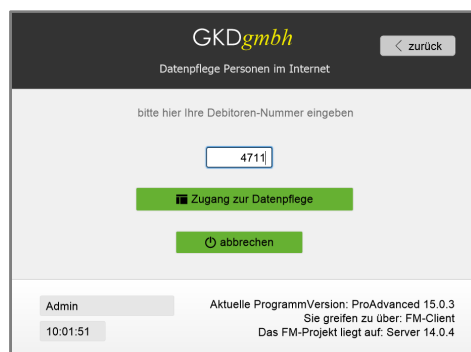 GKDgmbh
zurück
Datenpflege Personen im Internet
bitte hier Ihre Debitoren-Nummer eingeben
4711
Zugang zur Datenpflege
abbrechen
Admin
Aktuelle ProgrammVersion: ProAdvanced 15.0.3
Sie greifen zu über: FM-Client
10:01:51
Das FM-Projekt liegt auf: Server 14.0.4